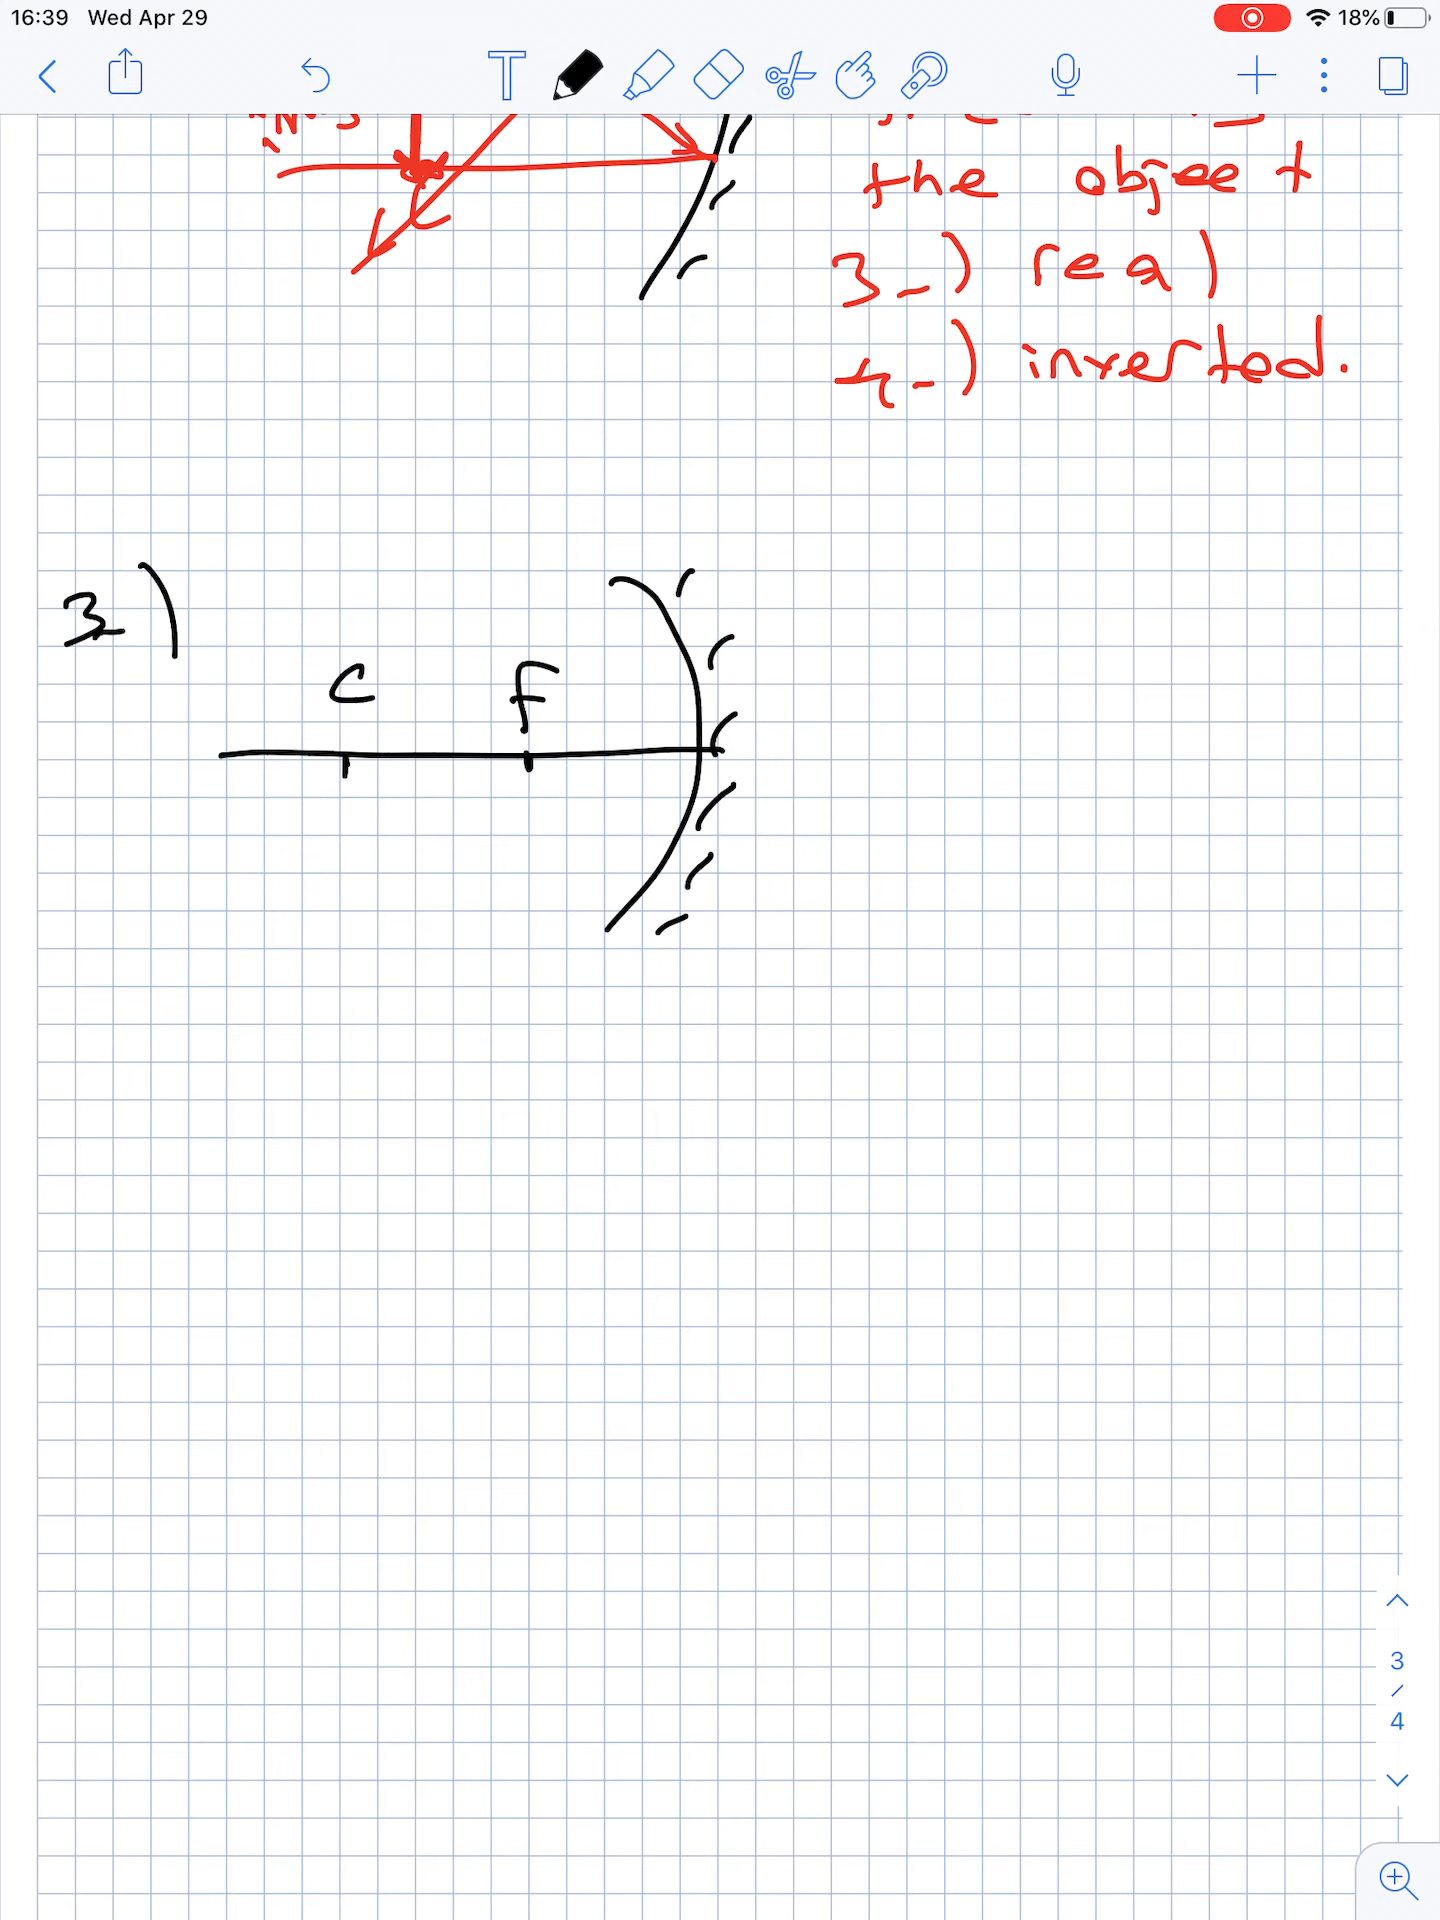 16:39 Wed Apr 29 18%
the object
3-) real
4-) inverted.
3)
C F
3
/
4